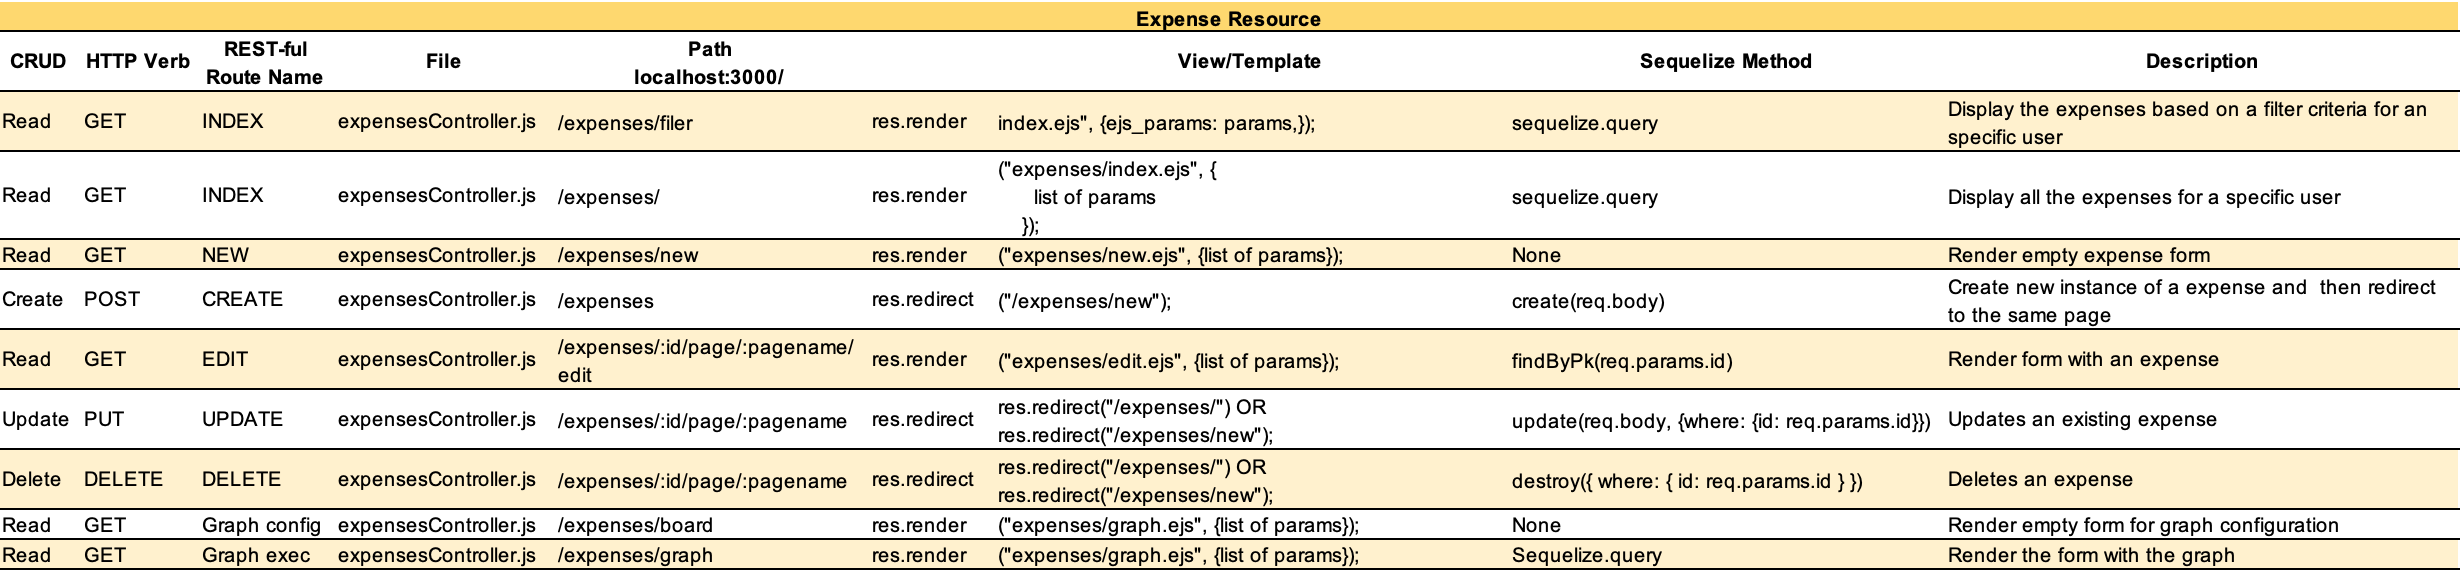 Expense Resource
CRUD HTTP Verb REST-ful Route Name File Path localhost:3000/ View/Template Sequelize Method Description
Read GET INDEX expensesController.js /expenses/filer res.render index.ejs", {ejs_params: params,}); sequelize.query Display the expenses based on a filter criteria for an
specific user
Read GET INDEX expensesController.js /expenses/ res.render ("expenses/index.ejs", {
list of params
}); sequelize.query Display all the expenses for a specific user
Read GET NEW expensesController.js /expenses/new res.render ("expenses/new.ejs", {list of params}); None Render empty expense form
Create POST CREATE expensesController.js /expenses res.redirect ("/expenses/new"); create(req.body) Create new instance of a expense and  then redirect
to the same page
Read GET EDIT expensesController.js /expenses/:id/page/:pagename/
edit res.render ("expenses/edit.ejs", {list of params}); findByPk(req.params.id) Render form with an expense
Update PUT UPDATE expensesController.js /expenses/:id/page/:pagename res.redirect res.redirect("/expenses/") OR
res.redirect("/expenses/new"); update(req.body, {where: {id: req.params.id}}) Updates an existing expense
Delete DELETE DELETE expensesController.js /expenses/:id/page/:pagename res.redirect res.redirect("/expenses/") OR
res.redirect("/expenses/new"); destroy({ where: { id: req.params.id } }) Deletes an expense
Read GET Graph config expensesController.js /expenses/board res.render ("expenses/graph.ejs", {list of params}); None Render empty form for graph configuration
Read GET Graph exec expensesController.js /expenses/graph res.render ("expenses/graph.ejs", {list of params}); Sequelize.query Render the form with the graph